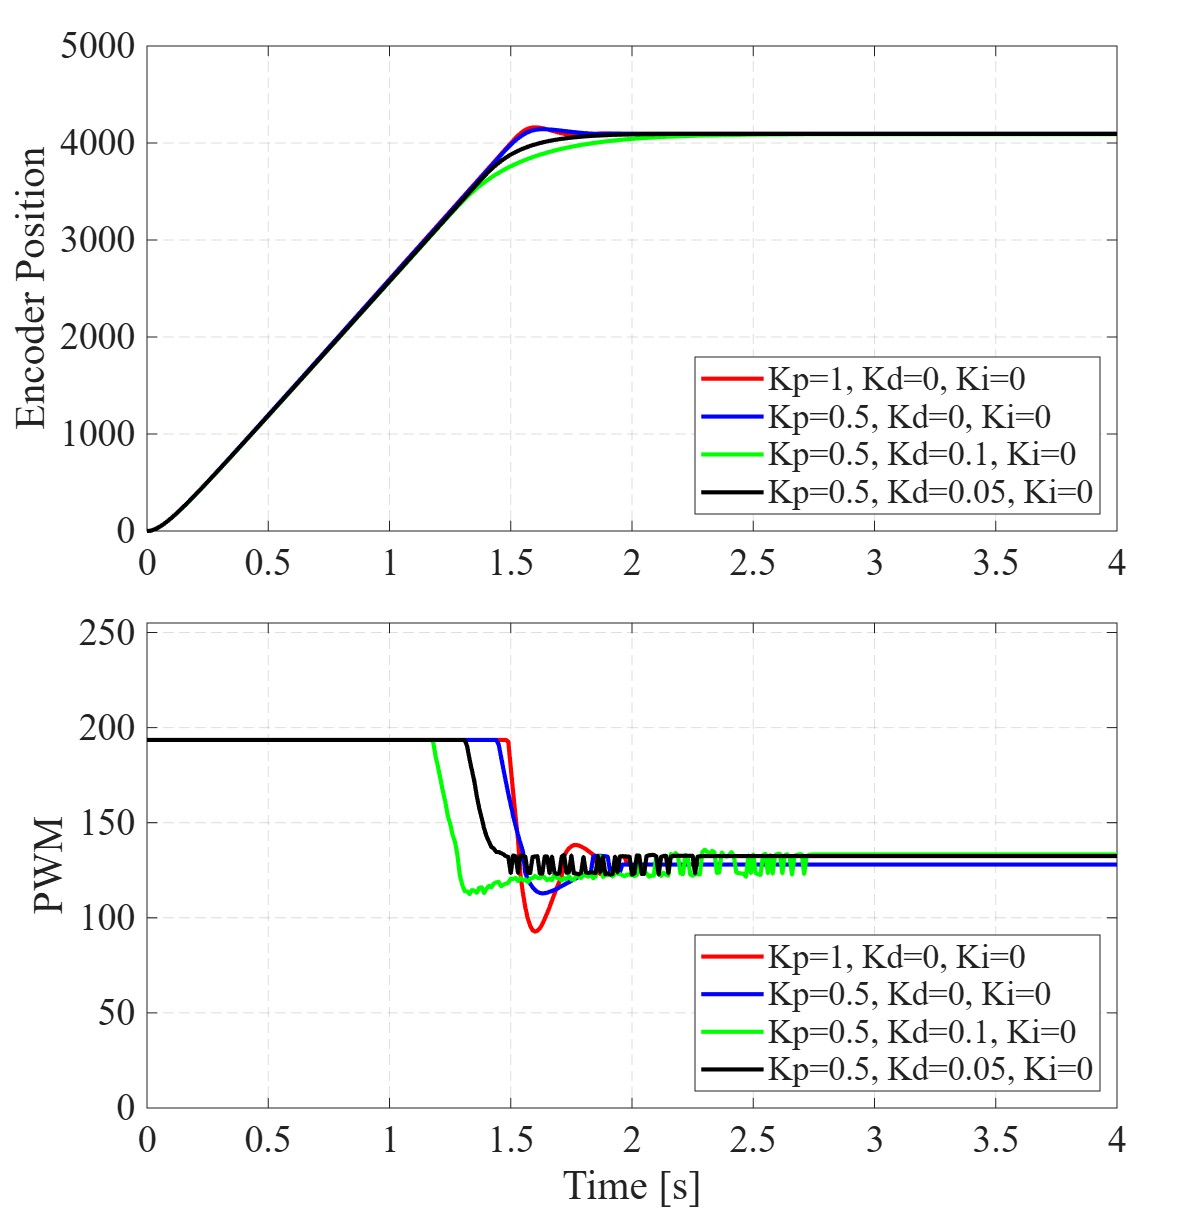 5000
4000
3000
2000
1000
0
Encoder Position
Kp=1, Kd=0, Ki=0
Kp=0.5, Kd=0, Ki=0
Kp=0.5, Kd=0.1, Ki=0
Kp=0.5, Kd=0.05, Ki=0
0 0.5 1 1.5 2 2.5 3 3.5 4
250
200
150
100
50
0
PWM
Kp=1, Kd=0, Ki=0
Kp=0.5, Kd=0, Ki=0
Kp=0.5, Kd=0.1, Ki=0
Kp=0.5, Kd=0.05, Ki=0
0 0.5 1 1.5 2 2.5 3 3.5 4
Time [s]